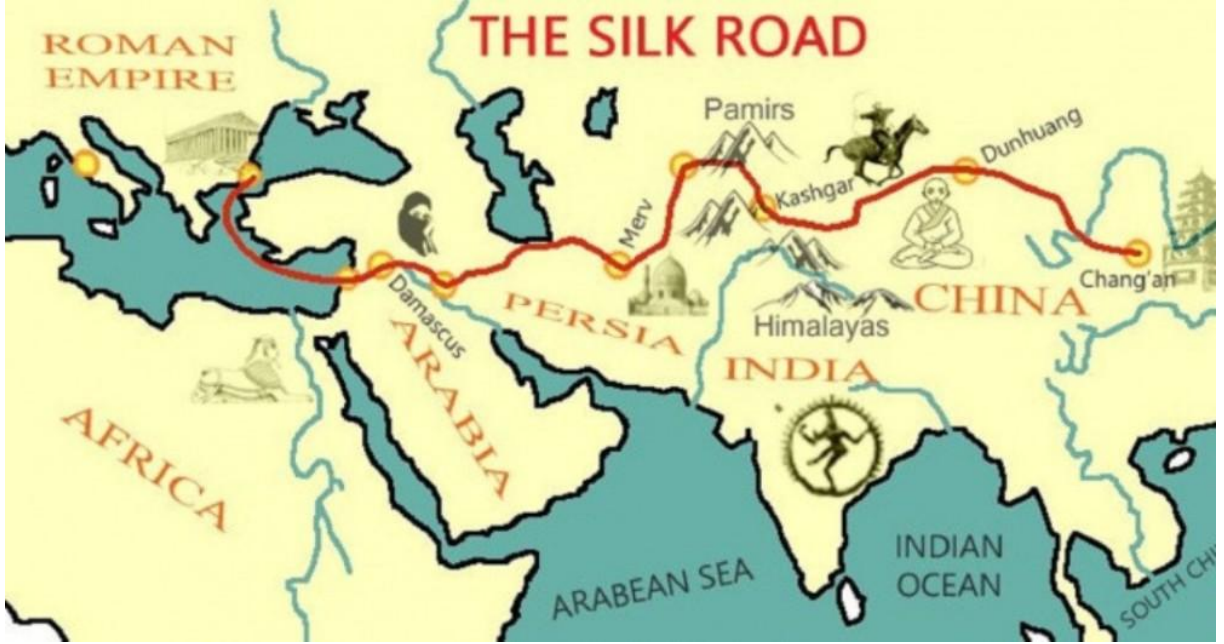 THE SILK ROAD
ROMAN
EMPIRE
Pamirs
Dunhuang
Kashgar
Merv
Chang'an
Damascus
PERSIA
CHINA
Himalayas
ARABIA
INDIA
AFRICA
INDIAN
OCEAN
ARABEAN SEA
SOUTH CHI